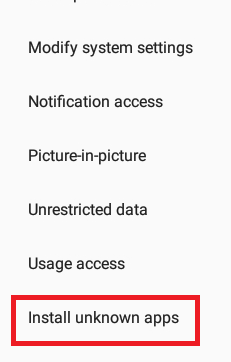 Modify system settings
Notification access
Picture-in-picture
Unrestricted data
Usage access
Install unknown apps